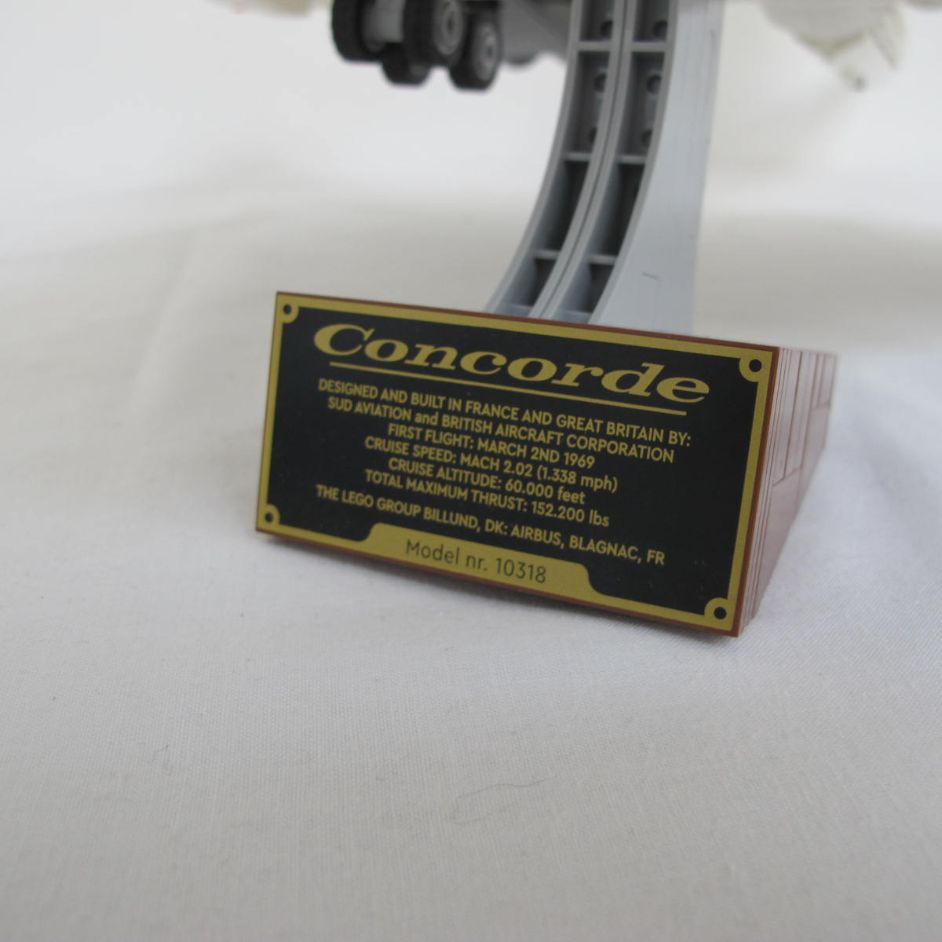 Concorde
DESIGNED AND BUILT IN FRANCE AND GREAT BRITAIN BY:
SUD AVIATION and BRITISH AIRCRAFT CORPORATION
FIRST FLIGHT: MARCH 2ND 1969
CRUISE SPEED: MACH 2.02 (1.338 mph)
CRUISE ALTITUDE: 60.000 feet
TOTAL MAXIMUM THRUST: 152.200 lbs
THE LEGO GROUP BILLUND, DK: AIRBUS, BLAGNAC, FR
Model nr. 10318